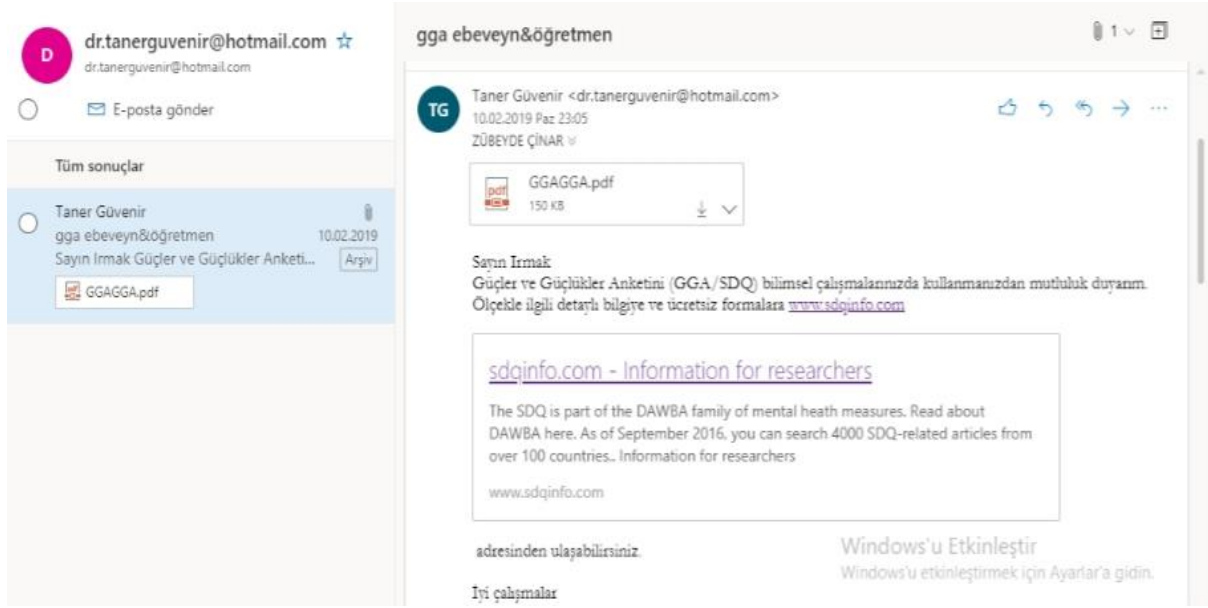 D
dr.tanerguvenir@hotmail.com
dr.tanerguvenir@hotmail.com
E-posta gönder
Tüm sonuçlar
Taner Güvenir
gga ebeveyn&öğretmen 10.02.2019
Sayın Irmak Güçler ve Güçlükler Anketi... Arşiv
GGAGGA.pdf
gga ebeveyn&öğretmen 1
TG
Taner Güvenir <dr.tanerguvenir@hotmail.com>
10.02.2019 Paz 23:05
ZÜBEYDE ÇİNAR
pdf
GGAGGA.pdf
150 KB
Sayın Irmak
Güçler ve Güçlükler Anketini (GGA/SDQ) bilimsel çalışmalarınızda kullanmanızdan mutluluk duyarım.
Ölçekle ilgili detaylı bilgiye ve ücretsiz formalara www.sdqinfo.com
sdqinfo.com - Information for researchers
The SDQ is part of the DAWBA family of mental heath measures. Read about
DAWBA here. As of September 2016, you can search 4000 SDQ-related articles from
over 100 countries.. Information for researchers
www.sdqinfo.com
adresinden ulaşabilirsiniz.
Windows'u Etkinleştir
Windows'u etkinleştirmek için Ayarlar'a gidin.
İyi çalışmalar